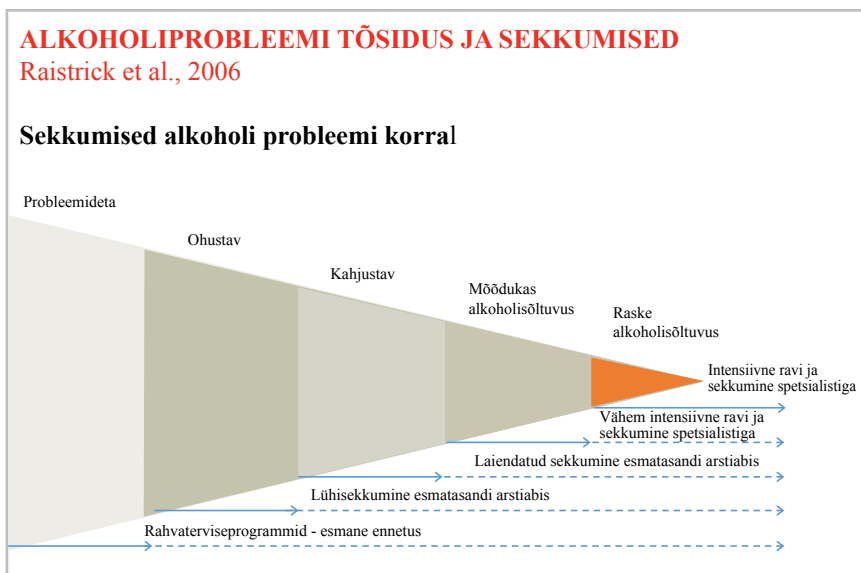 ALKOHOLIPROBLEEMI TÕSIDUS JA SEKKUMISED
Raistrick et al., 2006
Sekkumised alkoholi probleemi korral
Probleemideta
Ohustav
Kahjustav
Mõõdukas
alkoholisõltuvus
Raske
alkoholisõltuvus
Intensiivne ravi ja
sekkumine spetsialistiga
Vähem intensiivne ravi ja
sekkumine spetsialistiga
Laiendatud sekkumine esmatasandi arstiabis
Lühisekkumine esmatasandi arstiabis
Rahvaterviseprogrammid - esmane ennetus